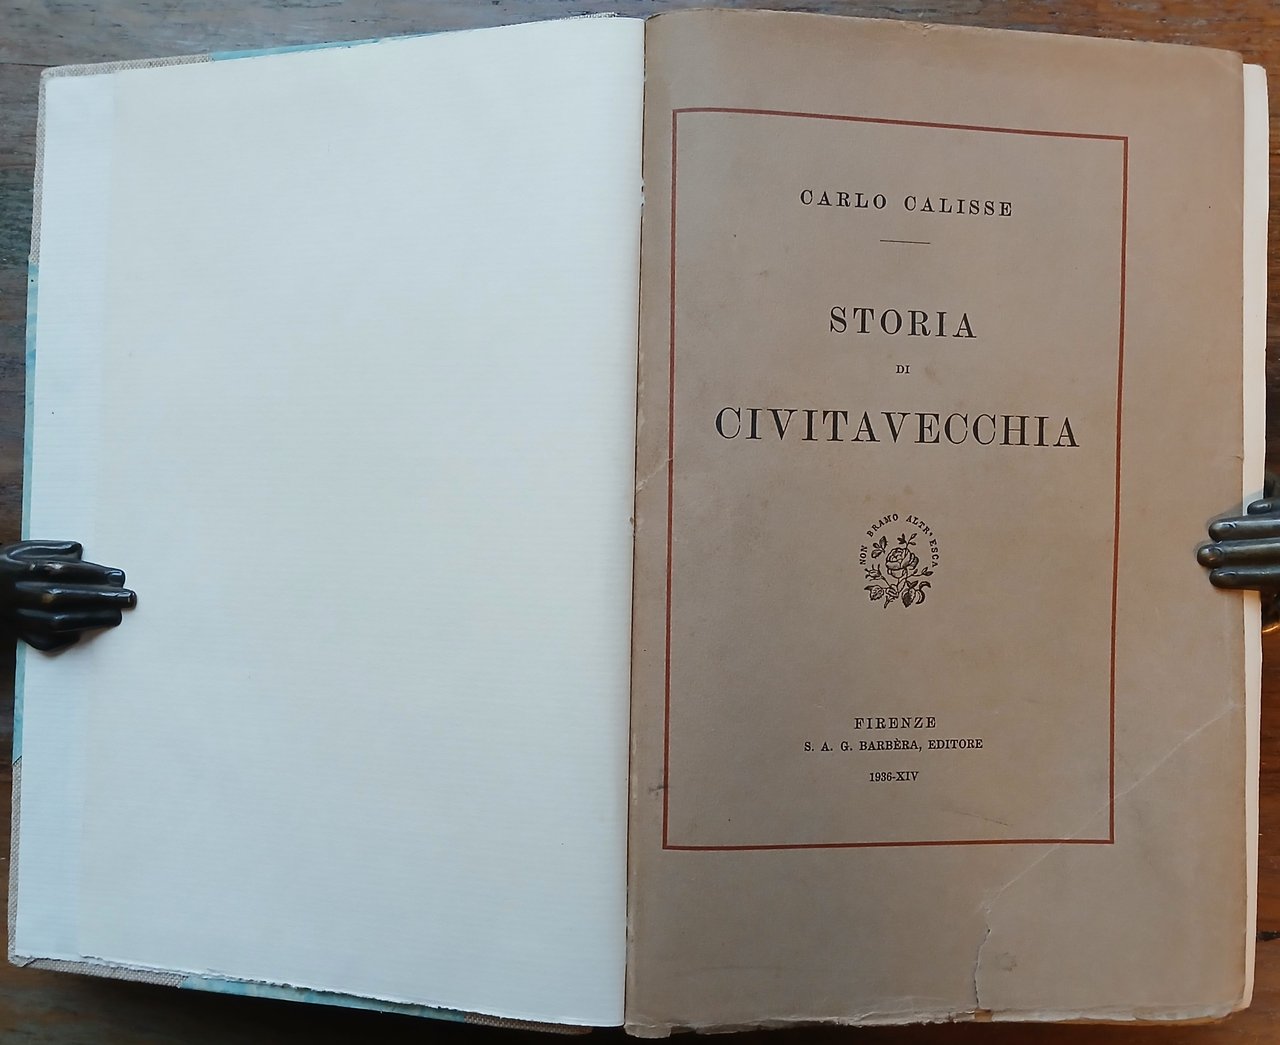 CARLO CALISSE
STORIA
DI
CIVITAVECCHIA
NON BRAMO ALTR' ESCA
FIRENZE
S. A. G. BARBÈRA, EDITORE
1936-XIV